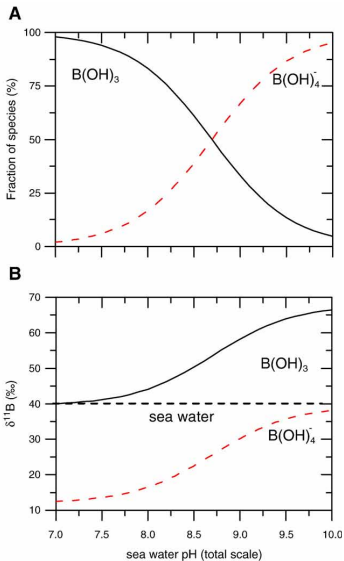 A
100
75
50
25
0
Fraction of species (%)
B(OH)₃
B(OH)₄⁻
B
70
60
50
40
30
20
10
δ¹¹B (‰)
B(OH)₃
sea water
B(OH)₄⁻
7.0 7.5 8.0 8.5 9.0 9.5 10.0
sea water pH (total scale)